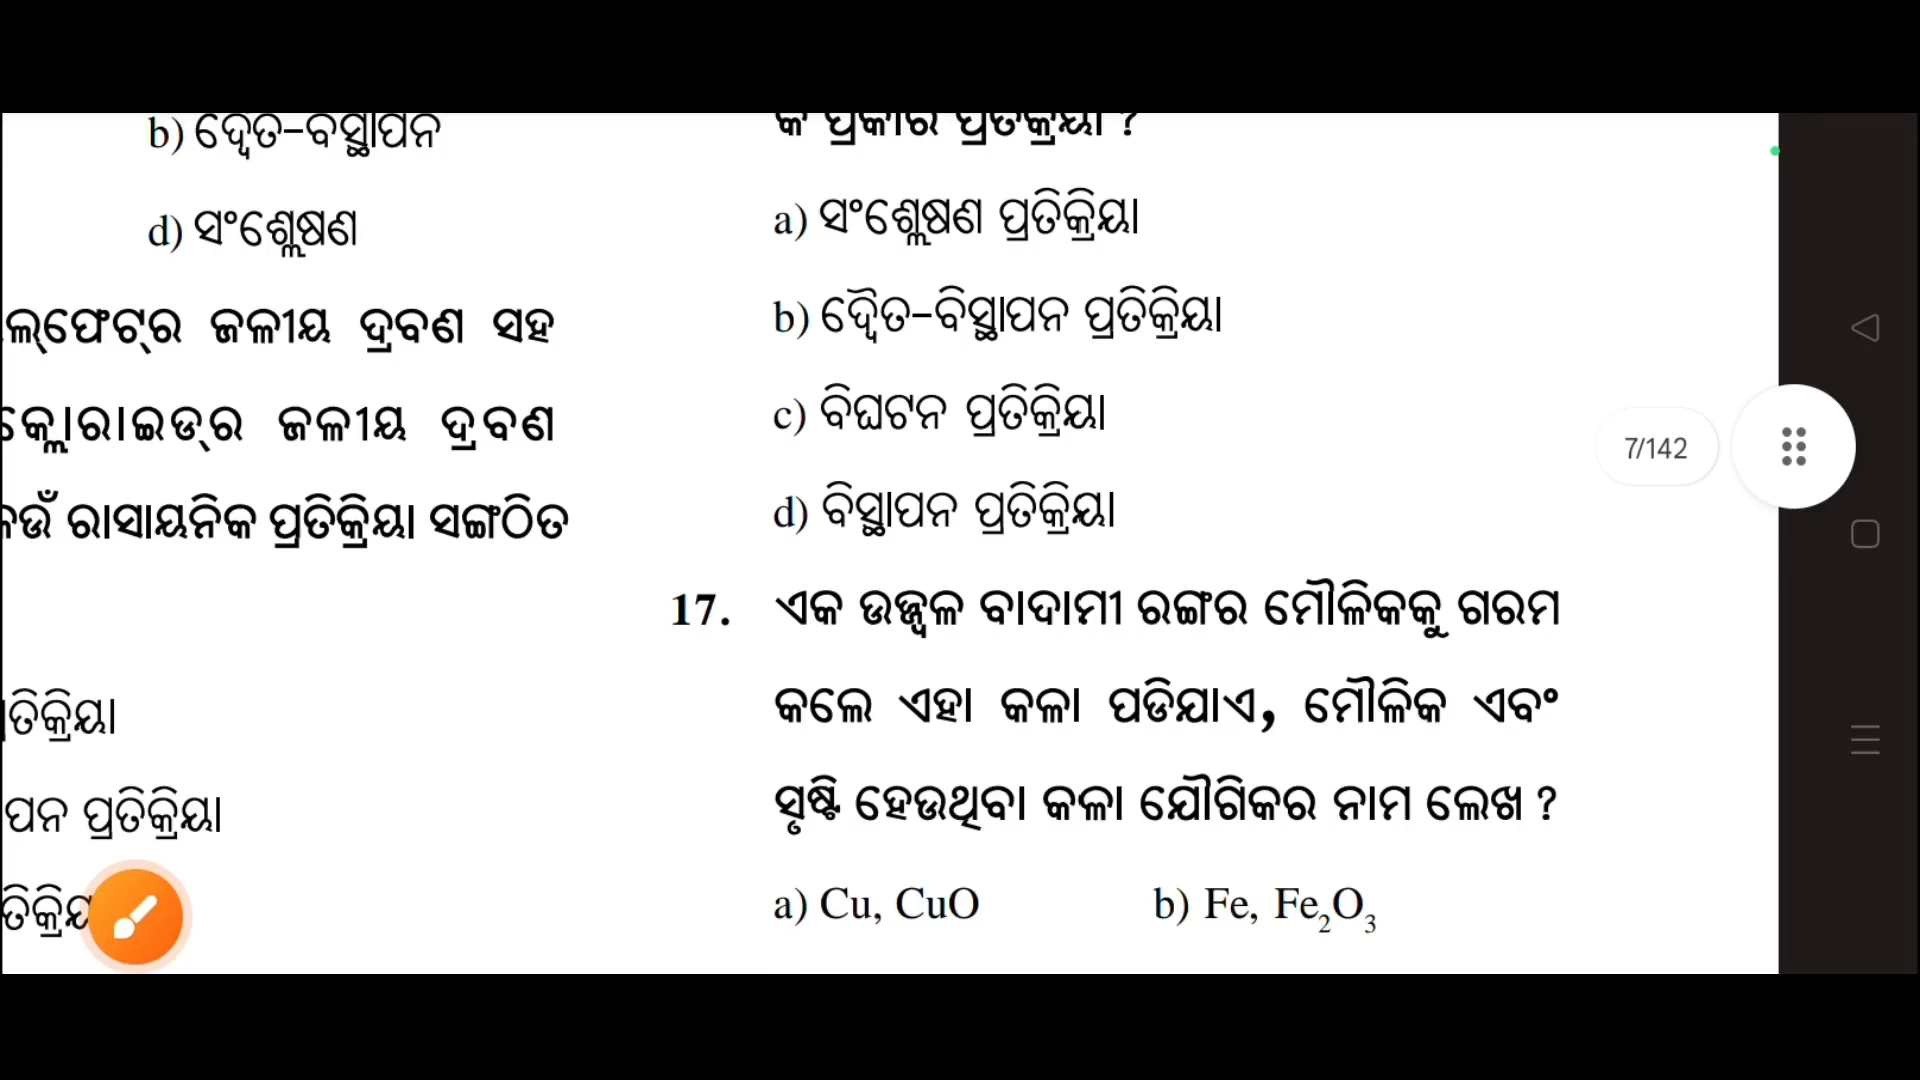 b) ଦ୍ୱୈତ-ବିସ୍ଥାପନ
d) ସଂଶ୍ଳେଷଣ
ଜଳୀୟ ଦ୍ରବଣ ସହ
ଜଳୀୟ ଦ୍ରବଣ
ରାସାୟନିକ ପ୍ରତିକ୍ରିୟା ସଙ୍ଗଠିତ
କି ପ୍ରକାର ପ୍ରତିକ୍ରିୟା ?
a) ସଂଶ୍ଳେଷଣ ପ୍ରତିକ୍ରିୟା
b) ଦ୍ୱୈତ-ବିସ୍ଥାପନ ପ୍ରତିକ୍ରିୟା
c) ବିଘଟନ ପ୍ରତିକ୍ରିୟା
d) ବିସ୍ଥାପନ ପ୍ରତିକ୍ରିୟା
17. ଏକ ଉଜ୍ଜ୍ୱଳ ବାଦାମୀ ରଙ୍ଗର ମୌଳିକକୁ ଗରମ
କଲେ ଏହା କଳା ପଡିଯାଏ, ମୌଳିକ ଏବଂ
ସୃଷ୍ଟି ହେଉଥିବା କଳା ଯୌଗିକର ନାମ ଲେଖ ?
a) Cu, CuO b) Fe, Fe₂O₃
ପ୍ରତିକ୍ରିୟା
7/142